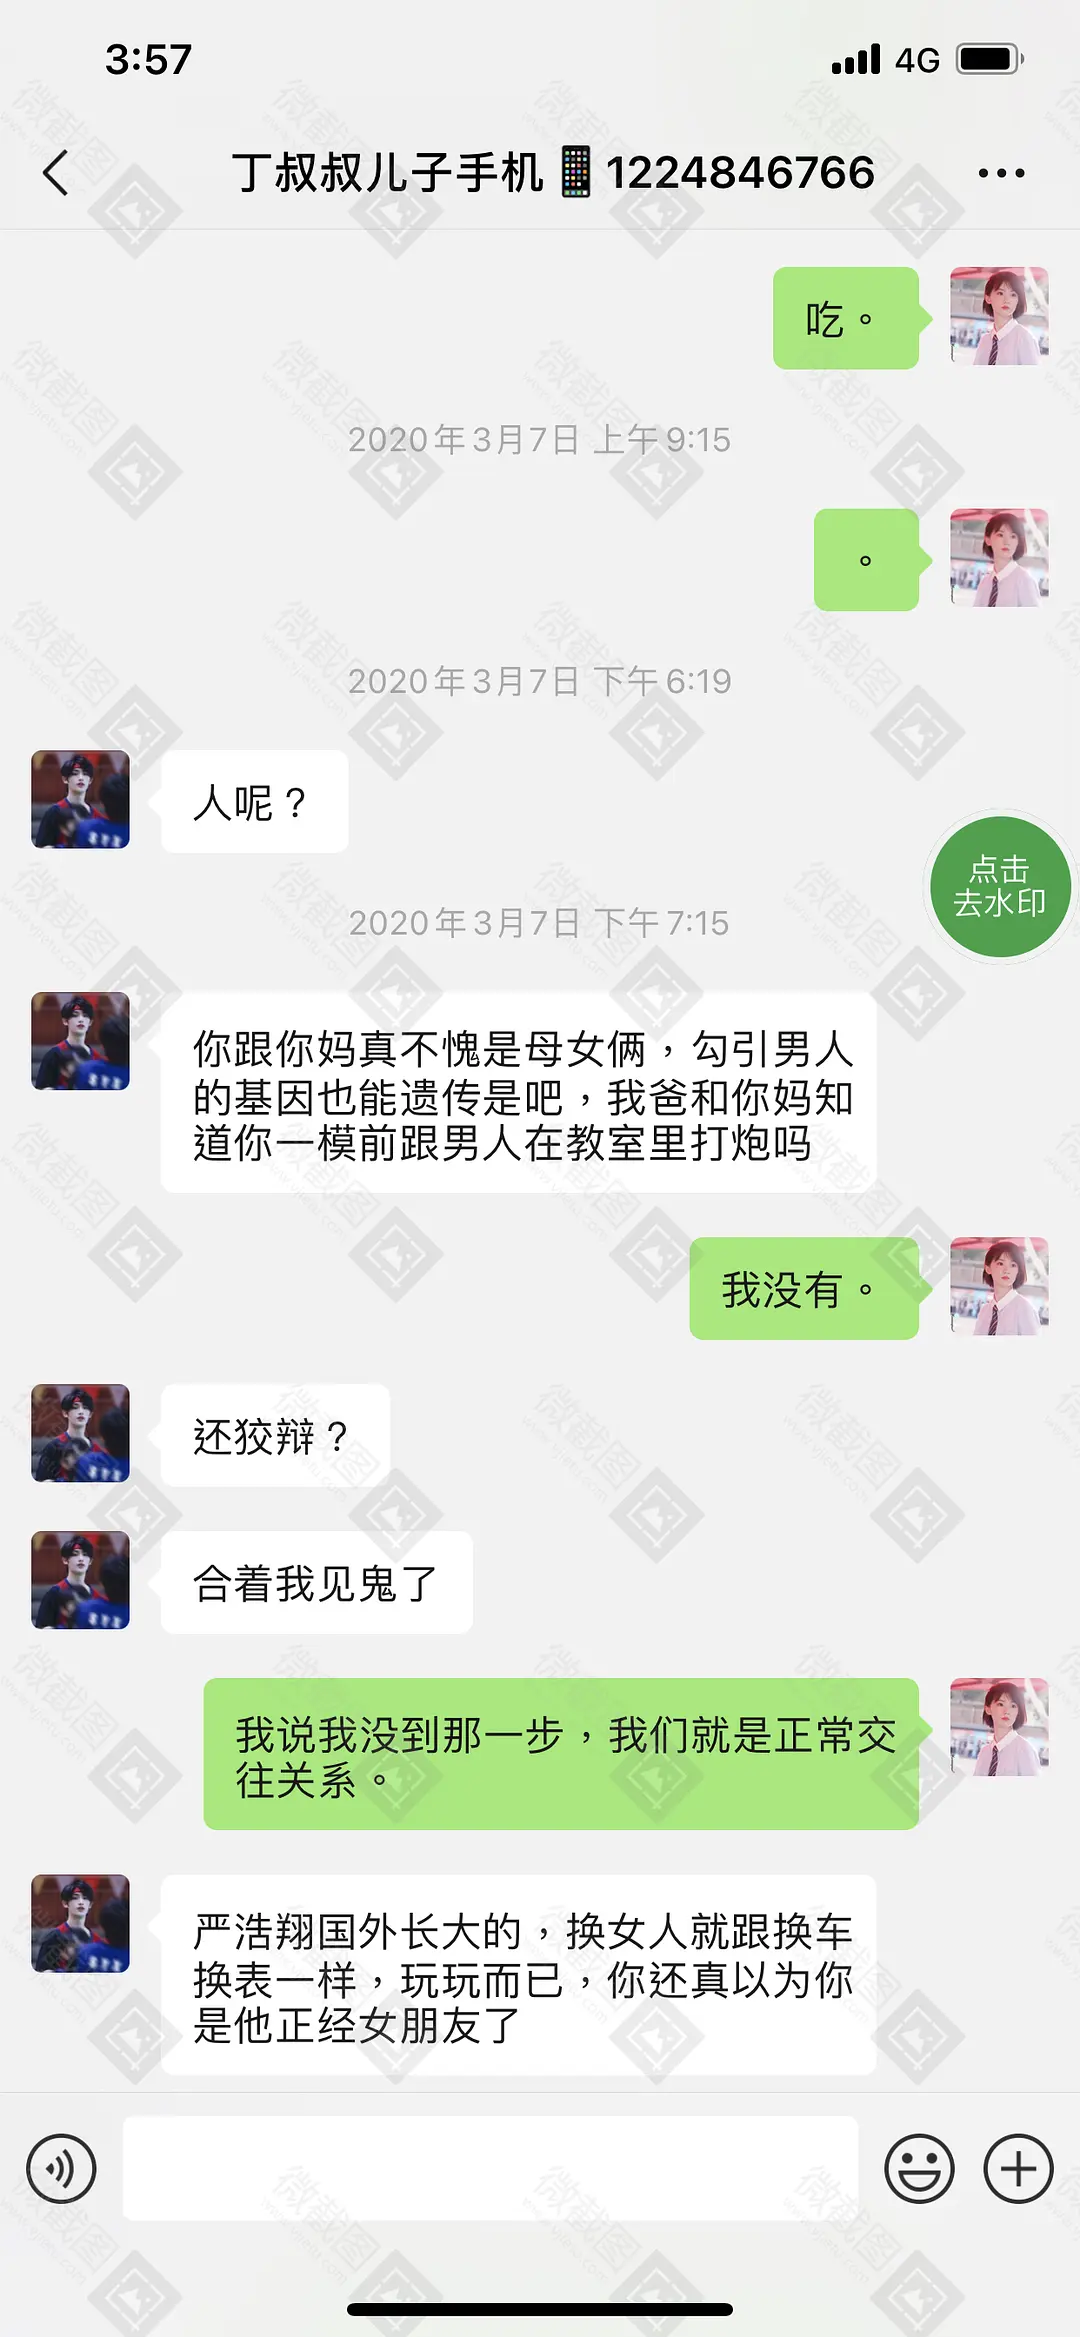 3:57
4G
丁叔叔儿子手机📱1224846766
吃。
2020年3月7日 上午9:15
。
2020年3月7日 下午6:19
人呢？
点击
去水印
2020年3月7日 下午7:15
你跟你妈真不愧是母女俩，勾引男人
的基因也能遗传是吧，我爸和你妈知
道你一模前跟男人在教室里打炮吗
我没有。
还狡辩？
合着我见鬼了
我说我没到那一步，我们就是正常交
往关系。
严浩翔国外长大的，换女人就跟换车
换表一样，玩玩而已，你还真以为你
是他正经女朋友了
微截图